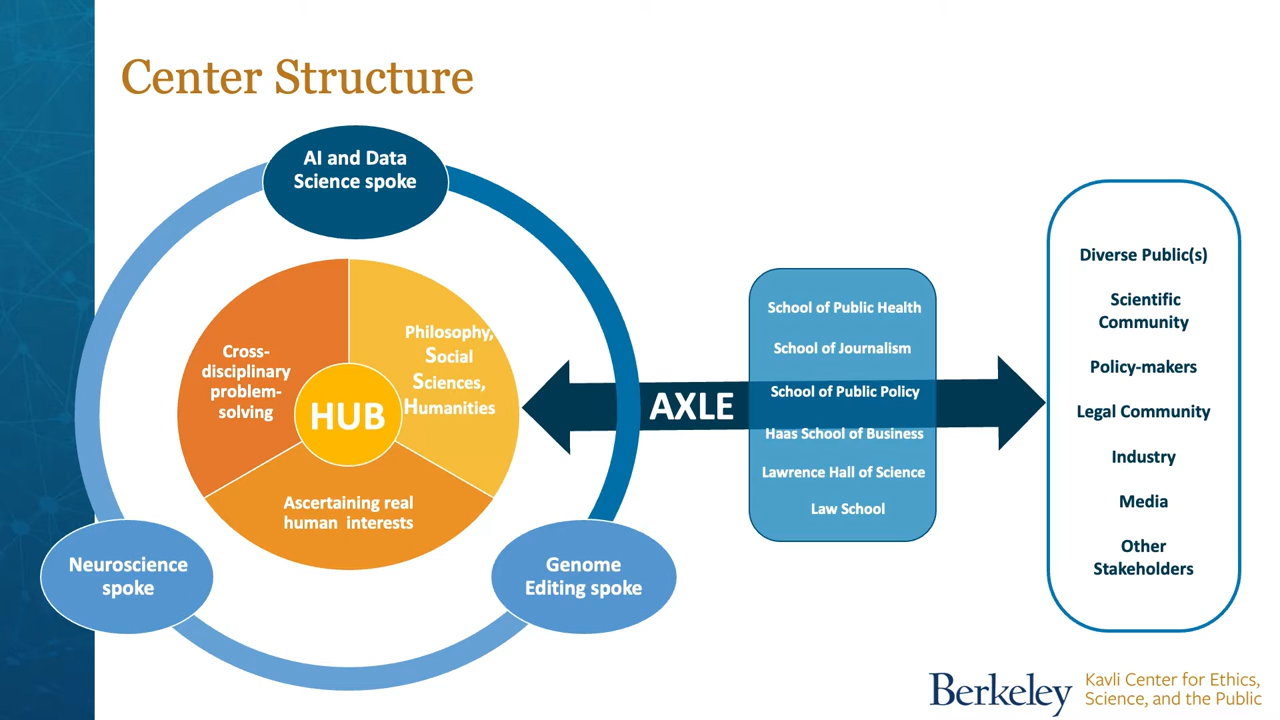 Center Structure
AI and Data
Science spoke
Cross-
disciplinary
problem-
solving
Philosophy,
Social
Sciences,
Humanities
HUB
Ascertaining real
human interests
Neuroscience
spoke
Genome
Editing spoke
AXLE
School of Public Health
School of Journalism
School of Public Policy
Haas School of Business
Lawrence Hall of Science
Law School
Diverse Public(s)
Scientific
Community
Policy-makers
Legal Community
Industry
Media
Other
Stakeholders
Berkeley
Kavli Center for Ethics,
Science, and the Public